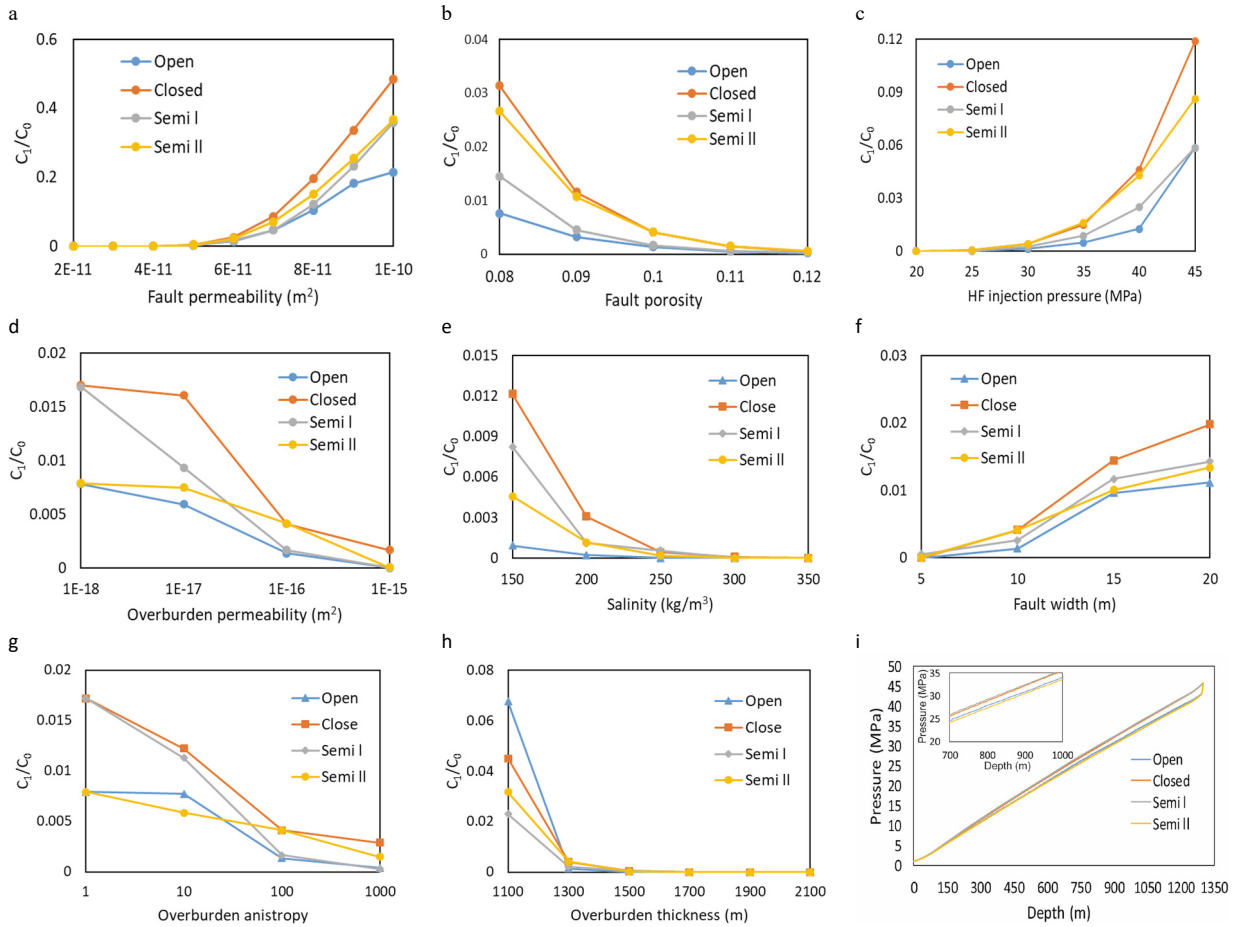 a
0.6
0.4
0.2
0
C1/C0
Open
Closed
Semi I
Semi II
2E-11 4E-11 6E-11 8E-11 1E-10
Fault permeability (m²)
b
0.04
0.03
0.02
0.01
0
C1/C0
Open
Closed
Semi I
Semi II
0.08 0.09 0.1 0.11 0.12
Fault porosity
c
0.12
0.09
0.06
0.03
0
C1/C0
Open
Closed
Semi I
Semi II
20 25 30 35 40 45
HF injection pressure (MPa)
d
0.02
0.015
0.01
0.005
0
C1/C0
Open
Closed
Semi I
Semi II
1E-18 1E-17 1E-16 1E-15
Overburden permeability (m²)
e
0.015
0.012
0.009
0.006
0.003
0
C1/C0
Open
Close
Semi I
Semi II
150 200 250 300 350
Salinity (kg/m³)
f
0.03
0.02
0.01
0
C1/C0
Open
Close
Semi I
Semi II
5 10 15 20
Fault width (m)
g
0.02
0.015
0.01
0.005
0
C1/C0
Open
Close
Semi I
Semi II
1 10 100 1000
Overburden anistropy
h
0.08
0.06
0.04
0.02
0
C1/C0
Open
Close
Semi I
Semi II
1100 1300 1500 1700 1900 2100
Overburden thickness (m)
i
50
45
40
35
30
25
20
15
10
5
0
Pressure (MPa)
35
30
25
20
Pressure (MPa)
700 800 900 1000
Depth (m)
Open
Closed
Semi I
Semi II
0 150 300 450 600 750 900 1050 1200 1350
Depth (m)